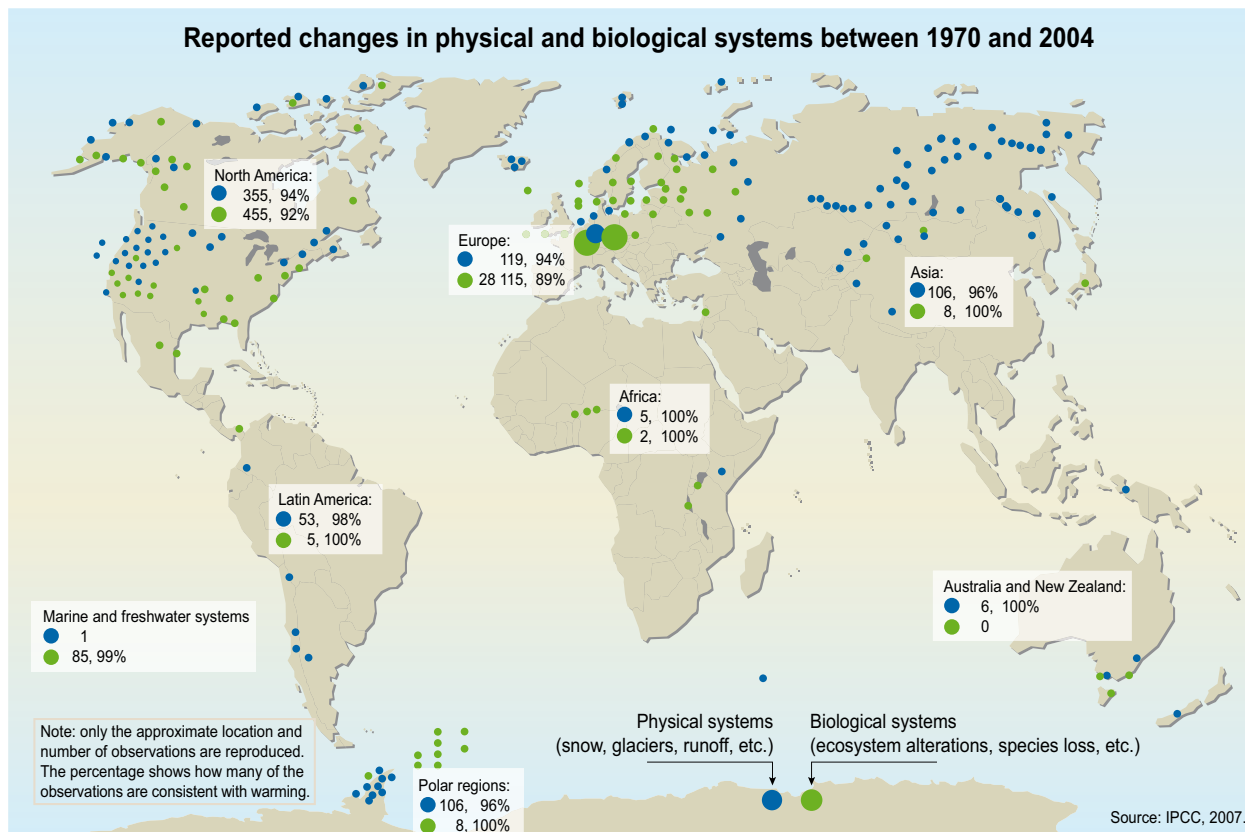 Reported changes in physical and biological systems between 1970 and 2004
North America:
355, 94%
455, 92%
Europe:
119, 94%
28 115, 89%
Asia:
106, 96%
8, 100%
Africa:
5, 100%
2, 100%
Latin America:
53, 98%
5, 100%
Australia and New Zealand:
6, 100%
0
Marine and freshwater systems
1
85, 99%
Note: only the approximate location and
number of observations are reproduced.
The percentage shows how many of the
observations are consistent with warming.
Physical systems
(snow, glaciers, runoff, etc.)
Biological systems
(ecosystem alterations, species loss, etc.)
Polar regions:
106, 96%
8, 100%
Source: IPCC, 2007.